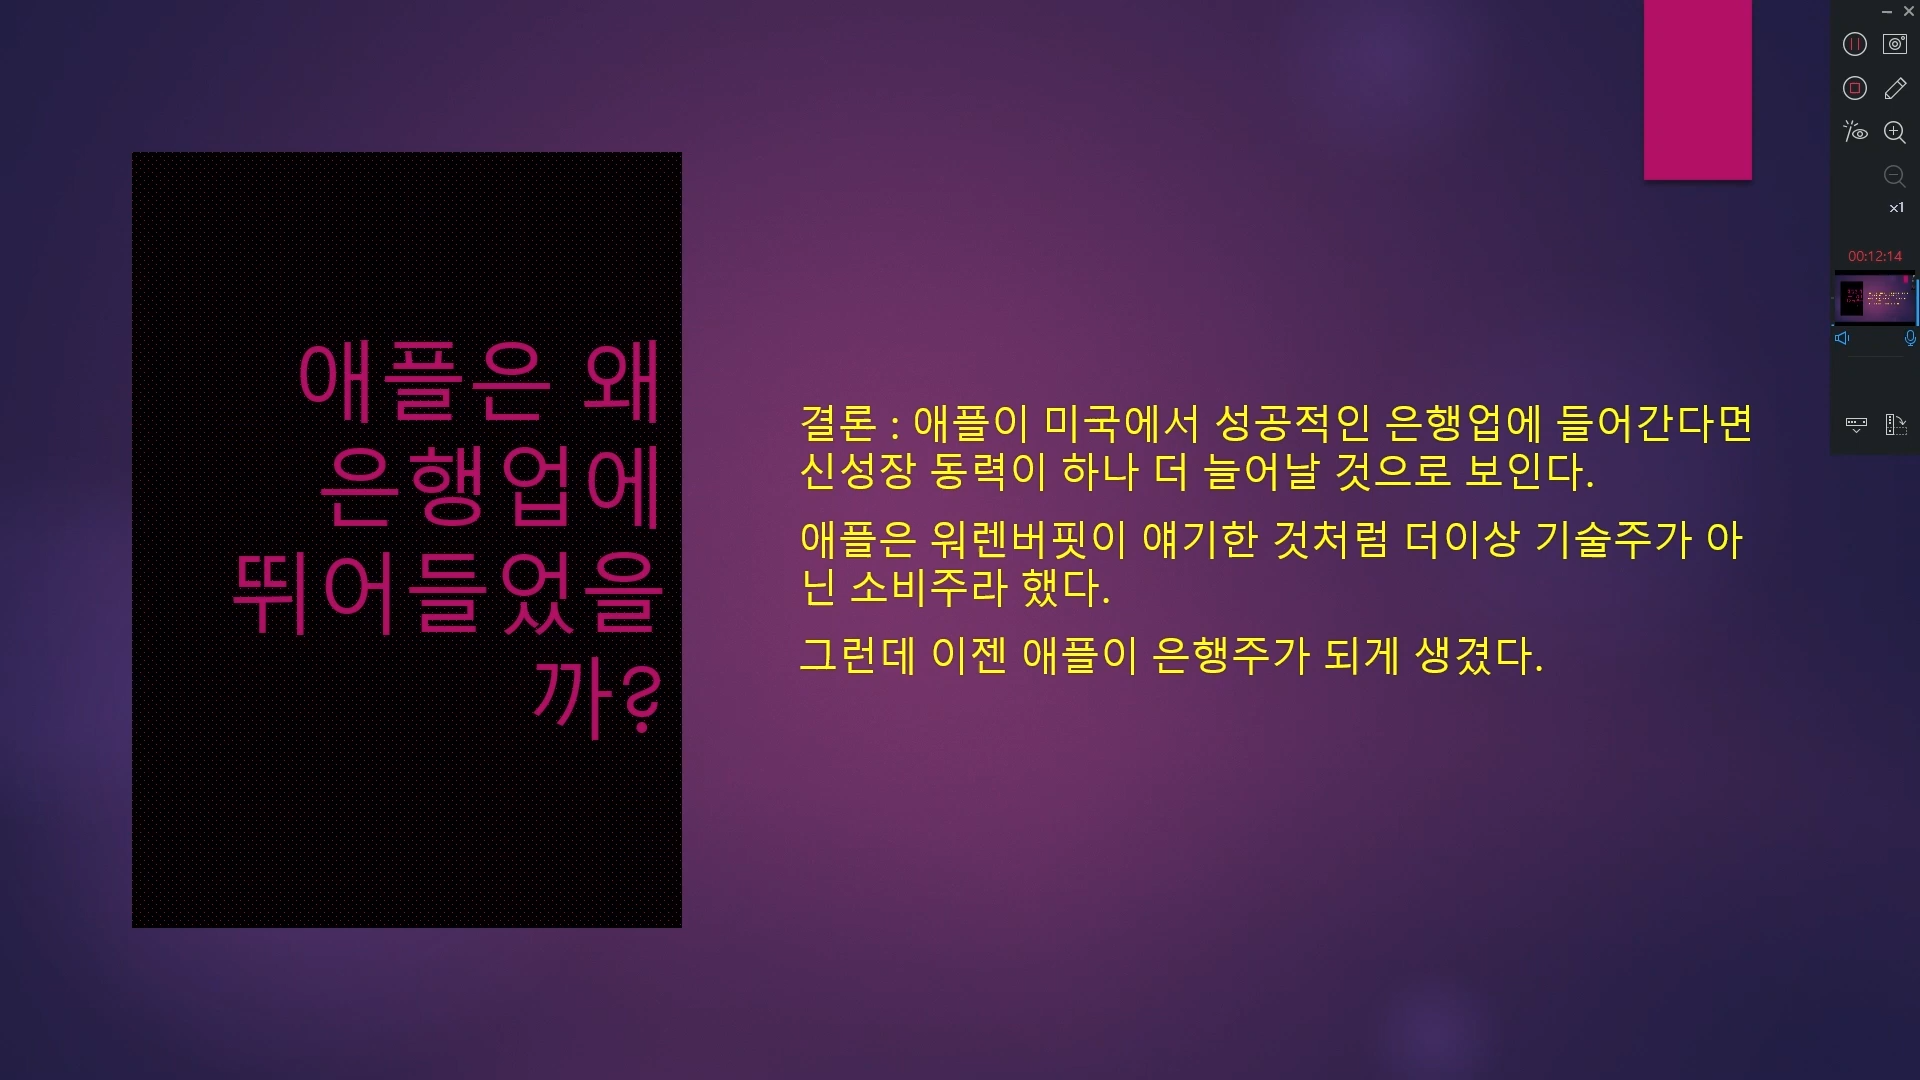 애플은 왜
은행업에
뛰어들었을
까?
결론 : 애플이 미국에서 성공적인 은행업에 들어간다면
신성장 동력이 하나 더 늘어날 것으로 보인다.
애플은 워렌버핏이 얘기한 것처럼 더이상 기술주가 아
닌 소비주라 했다.
그런데 이젠 애플이 은행주가 되게 생겼다.
x1
00:12:14